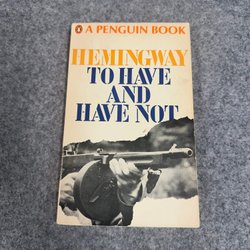 A PENGUIN BOOK
HEMINGWAY
TO HAVE
AND
HAVE NOT